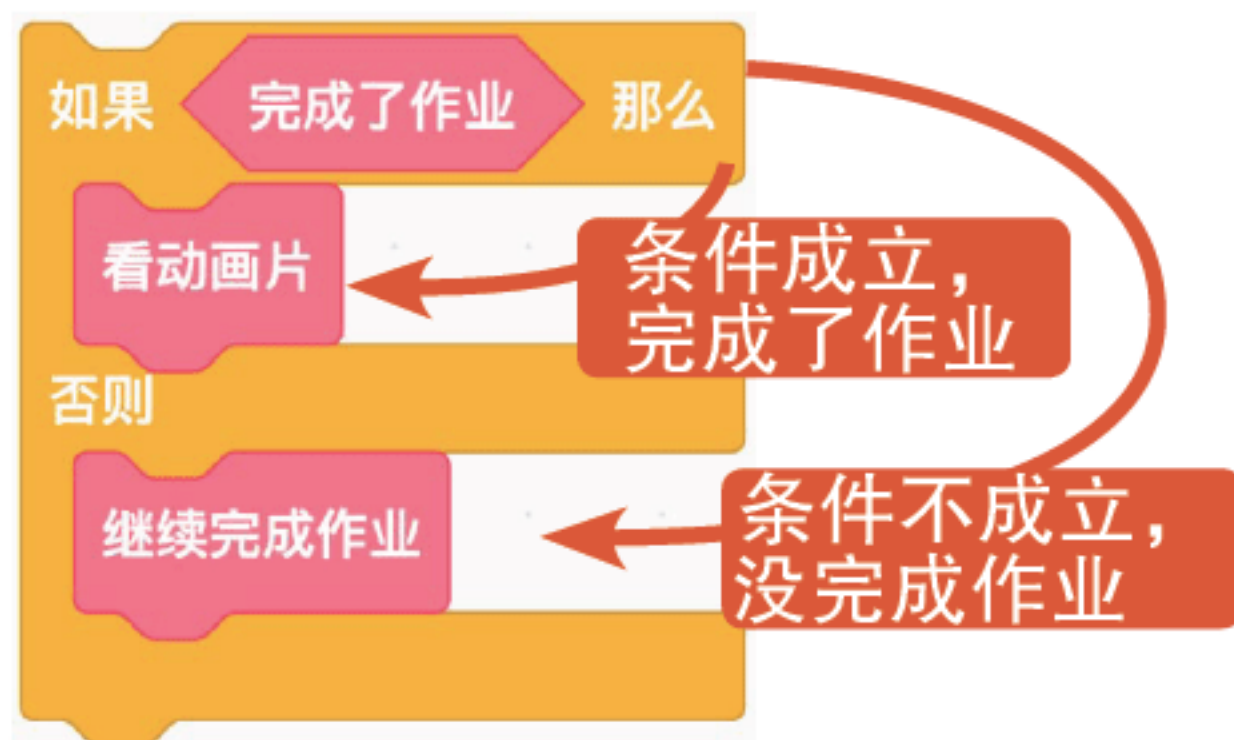 如果 完成了作业 那么
看动画片
条件成立，
完成了作业
否则
继续完成作业
条件不成立，
没完成作业